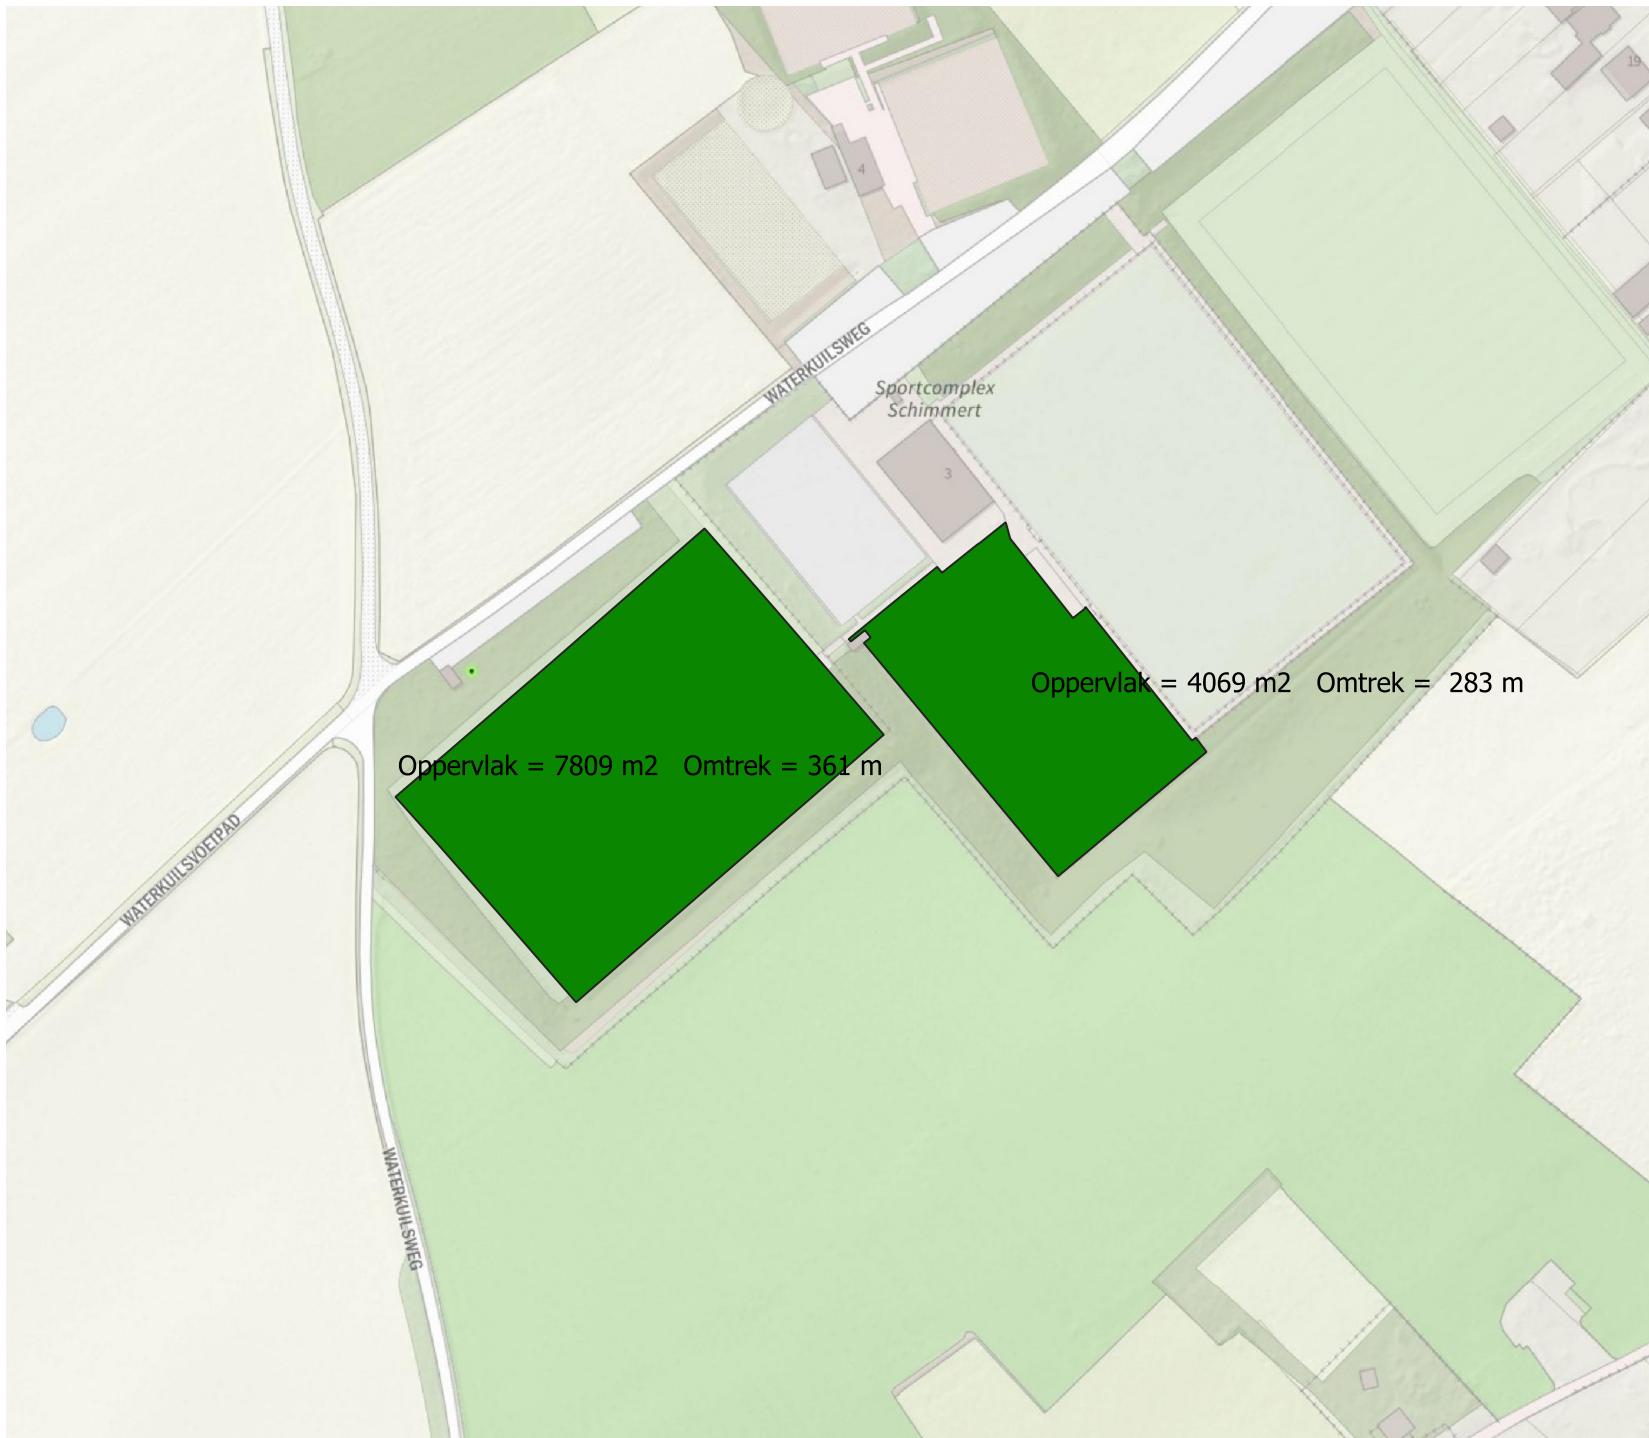 19
4
WATERKUILSWEG
Sportcomplex
Schimmert
3
Oppervlak = 4069 m2   Omtrek =  283 m
Oppervlak = 7809 m2   Omtrek = 361 m
WATERKUILSVOETPAD
WATERKUILSWEG